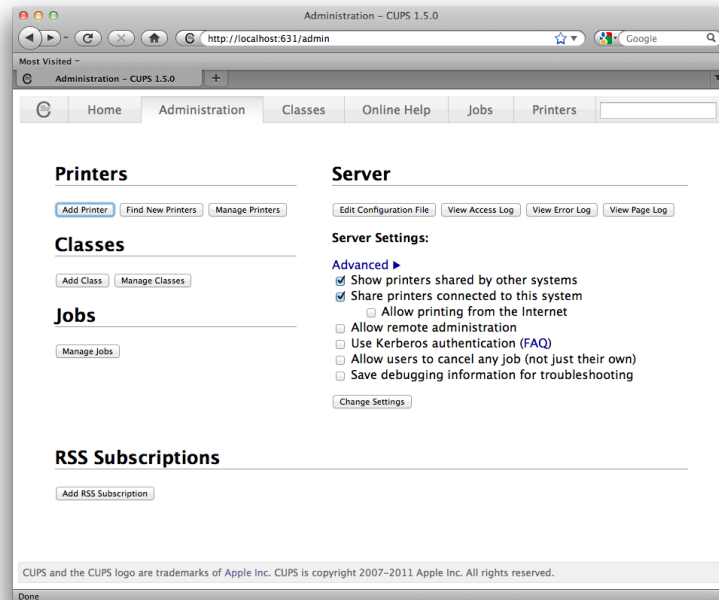 Administration – CUPS 1.5.0
http://localhost:631/admin
Google
Most Visited
Administration – CUPS 1.5.0 +
Home Administration Classes Online Help Jobs Printers
Printers
Add Printer Find New Printers Manage Printers
Classes
Add Class Manage Classes
Jobs
Manage Jobs
Server
Edit Configuration File View Access Log View Error Log View Page Log
Server Settings:
Advanced ▶
Show printers shared by other systems
Share printers connected to this system
Allow printing from the Internet
Allow remote administration
Use Kerberos authentication (FAQ)
Allow users to cancel any job (not just their own)
Save debugging information for troubleshooting
Change Settings
RSS Subscriptions
Add RSS Subscription
CUPS and the CUPS logo are trademarks of Apple Inc. CUPS is copyright 2007–2011 Apple Inc. All rights reserved.
Done